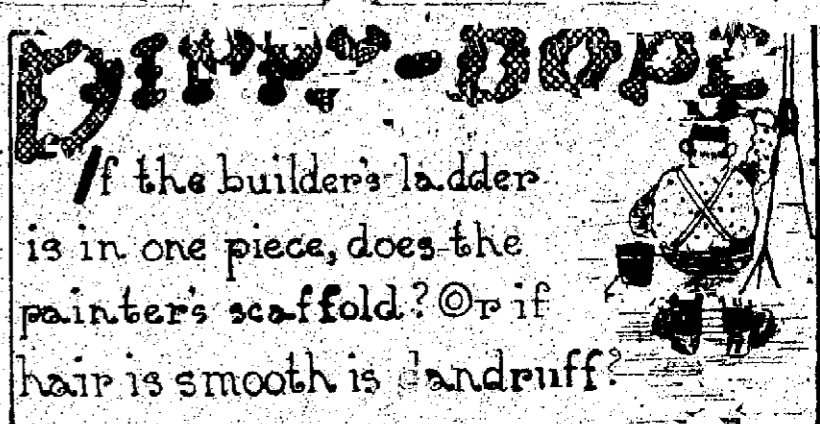 DIPPY-DOPE
If the builder's ladder
is in one piece, does the
painter's scaffold? Or if
hair is smooth is dandruff?